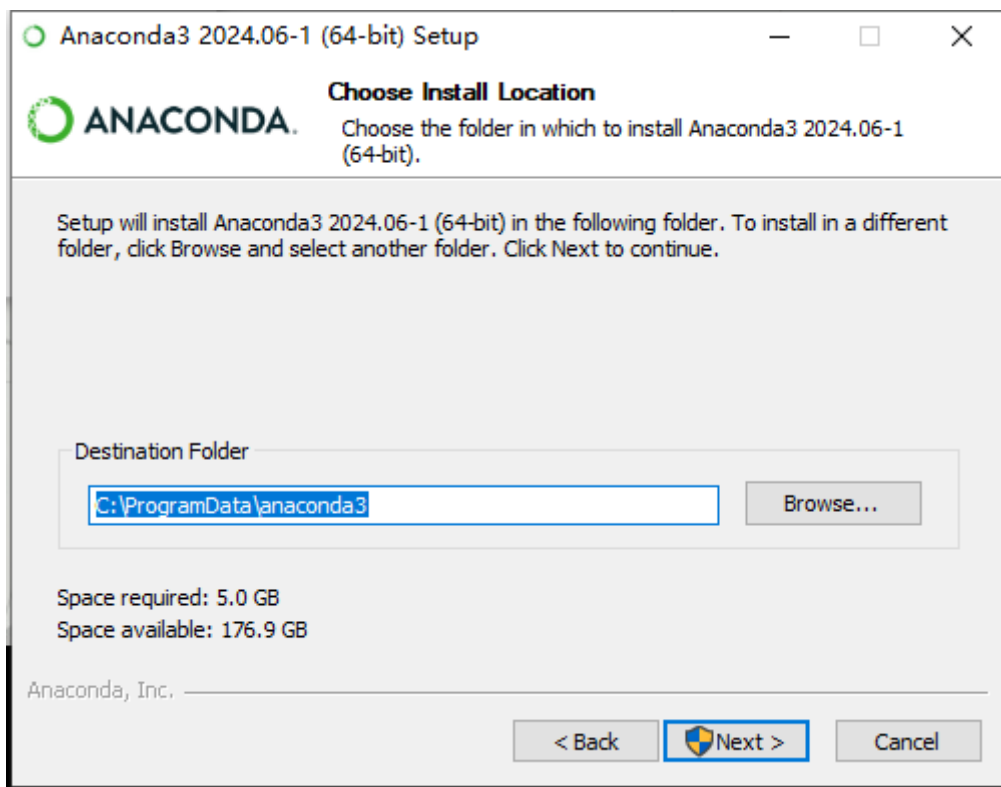 Anaconda3 2024.06-1 (64-bit) Setup
ANACONDA.
Choose Install Location
Choose the folder in which to install Anaconda3 2024.06-1
(64-bit).
Setup will install Anaconda3 2024.06-1 (64-bit) in the following folder. To install in a different
folder, click Browse and select another folder. Click Next to continue.
Destination Folder
C:\ProgramData\anaconda3
Browse...
Space required: 5.0 GB
Space available: 176.9 GB
Anaconda, Inc.
< Back
Next >
Cancel